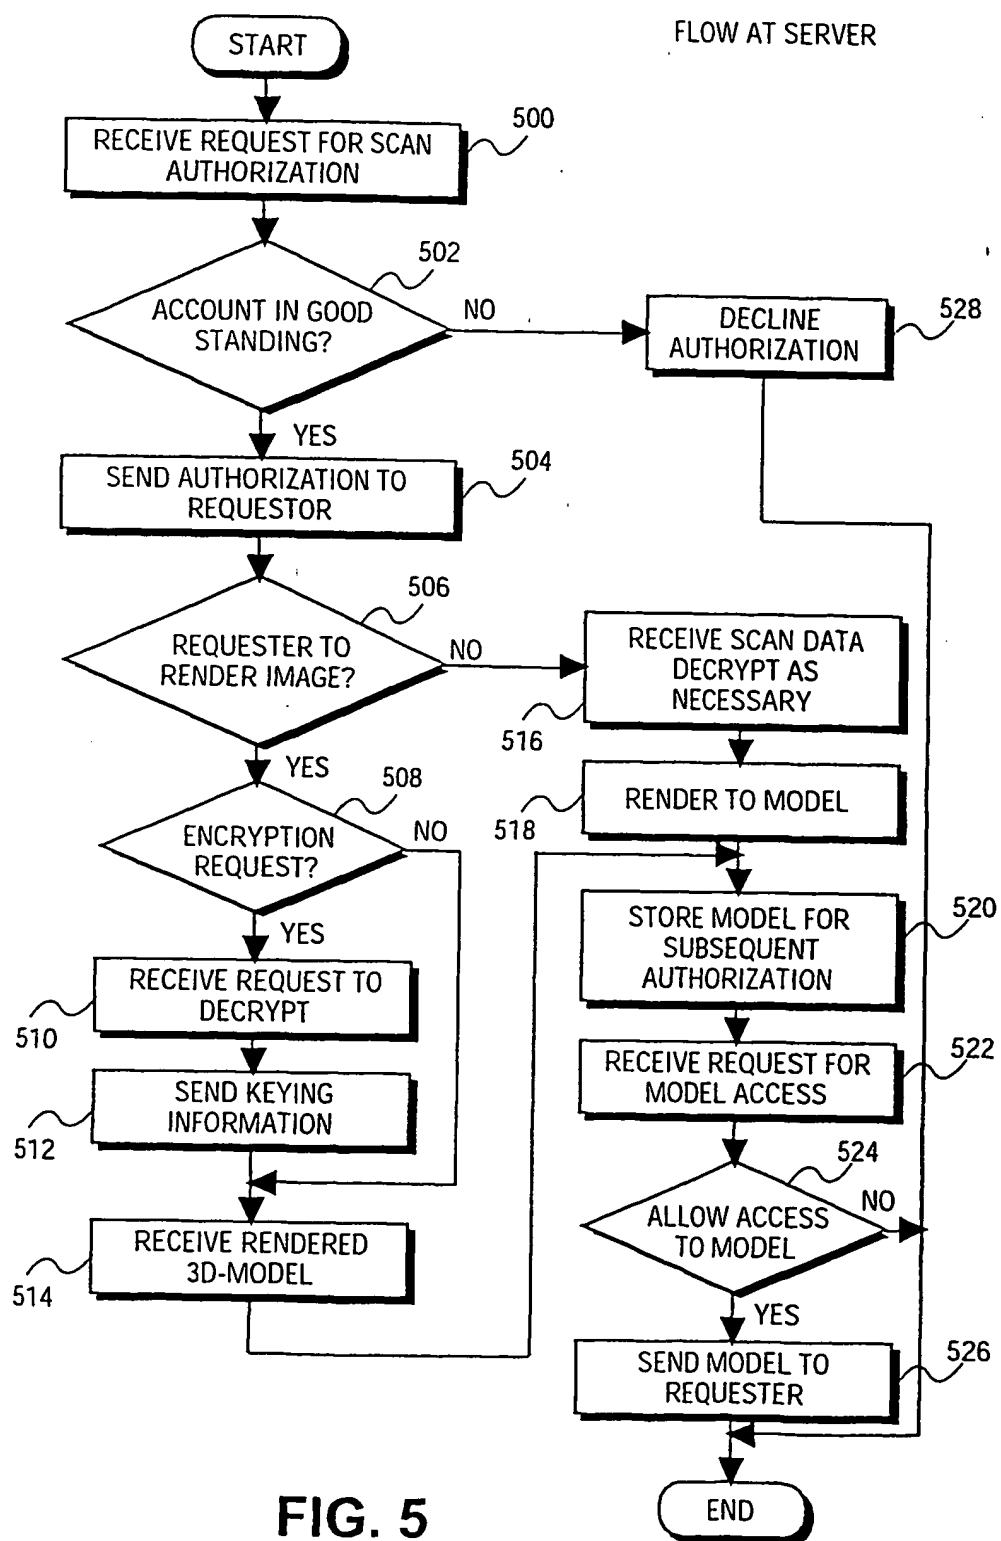 START
FLOW AT SERVER
RECEIVE REQUEST FOR SCAN
AUTHORIZATION
500
ACCOUNT IN GOOD
STANDING?
502
NO
DECLINE
AUTHORIZATION
528
YES
SEND AUTHORIZATION TO
REQUESTOR
504
REQUESTER TO
RENDER IMAGE?
506
NO
RECEIVE SCAN DATA
DECRYPT AS
NECESSARY
516
YES
RENDER TO MODEL
518
ENCRYPTION
REQUEST?
508
NO
YES
STORE MODEL FOR
SUBSEQUENT
AUTHORIZATION
520
RECEIVE REQUEST TO
DECRYPT
510
RECEIVE REQUEST FOR
MODEL ACCESS
522
SEND KEYING
INFORMATION
512
ALLOW ACCESS
TO MODEL
524
NO
RECEIVE RENDERED
3D-MODEL
514
YES
SEND MODEL TO
REQUESTER
526
END
FIG. 5